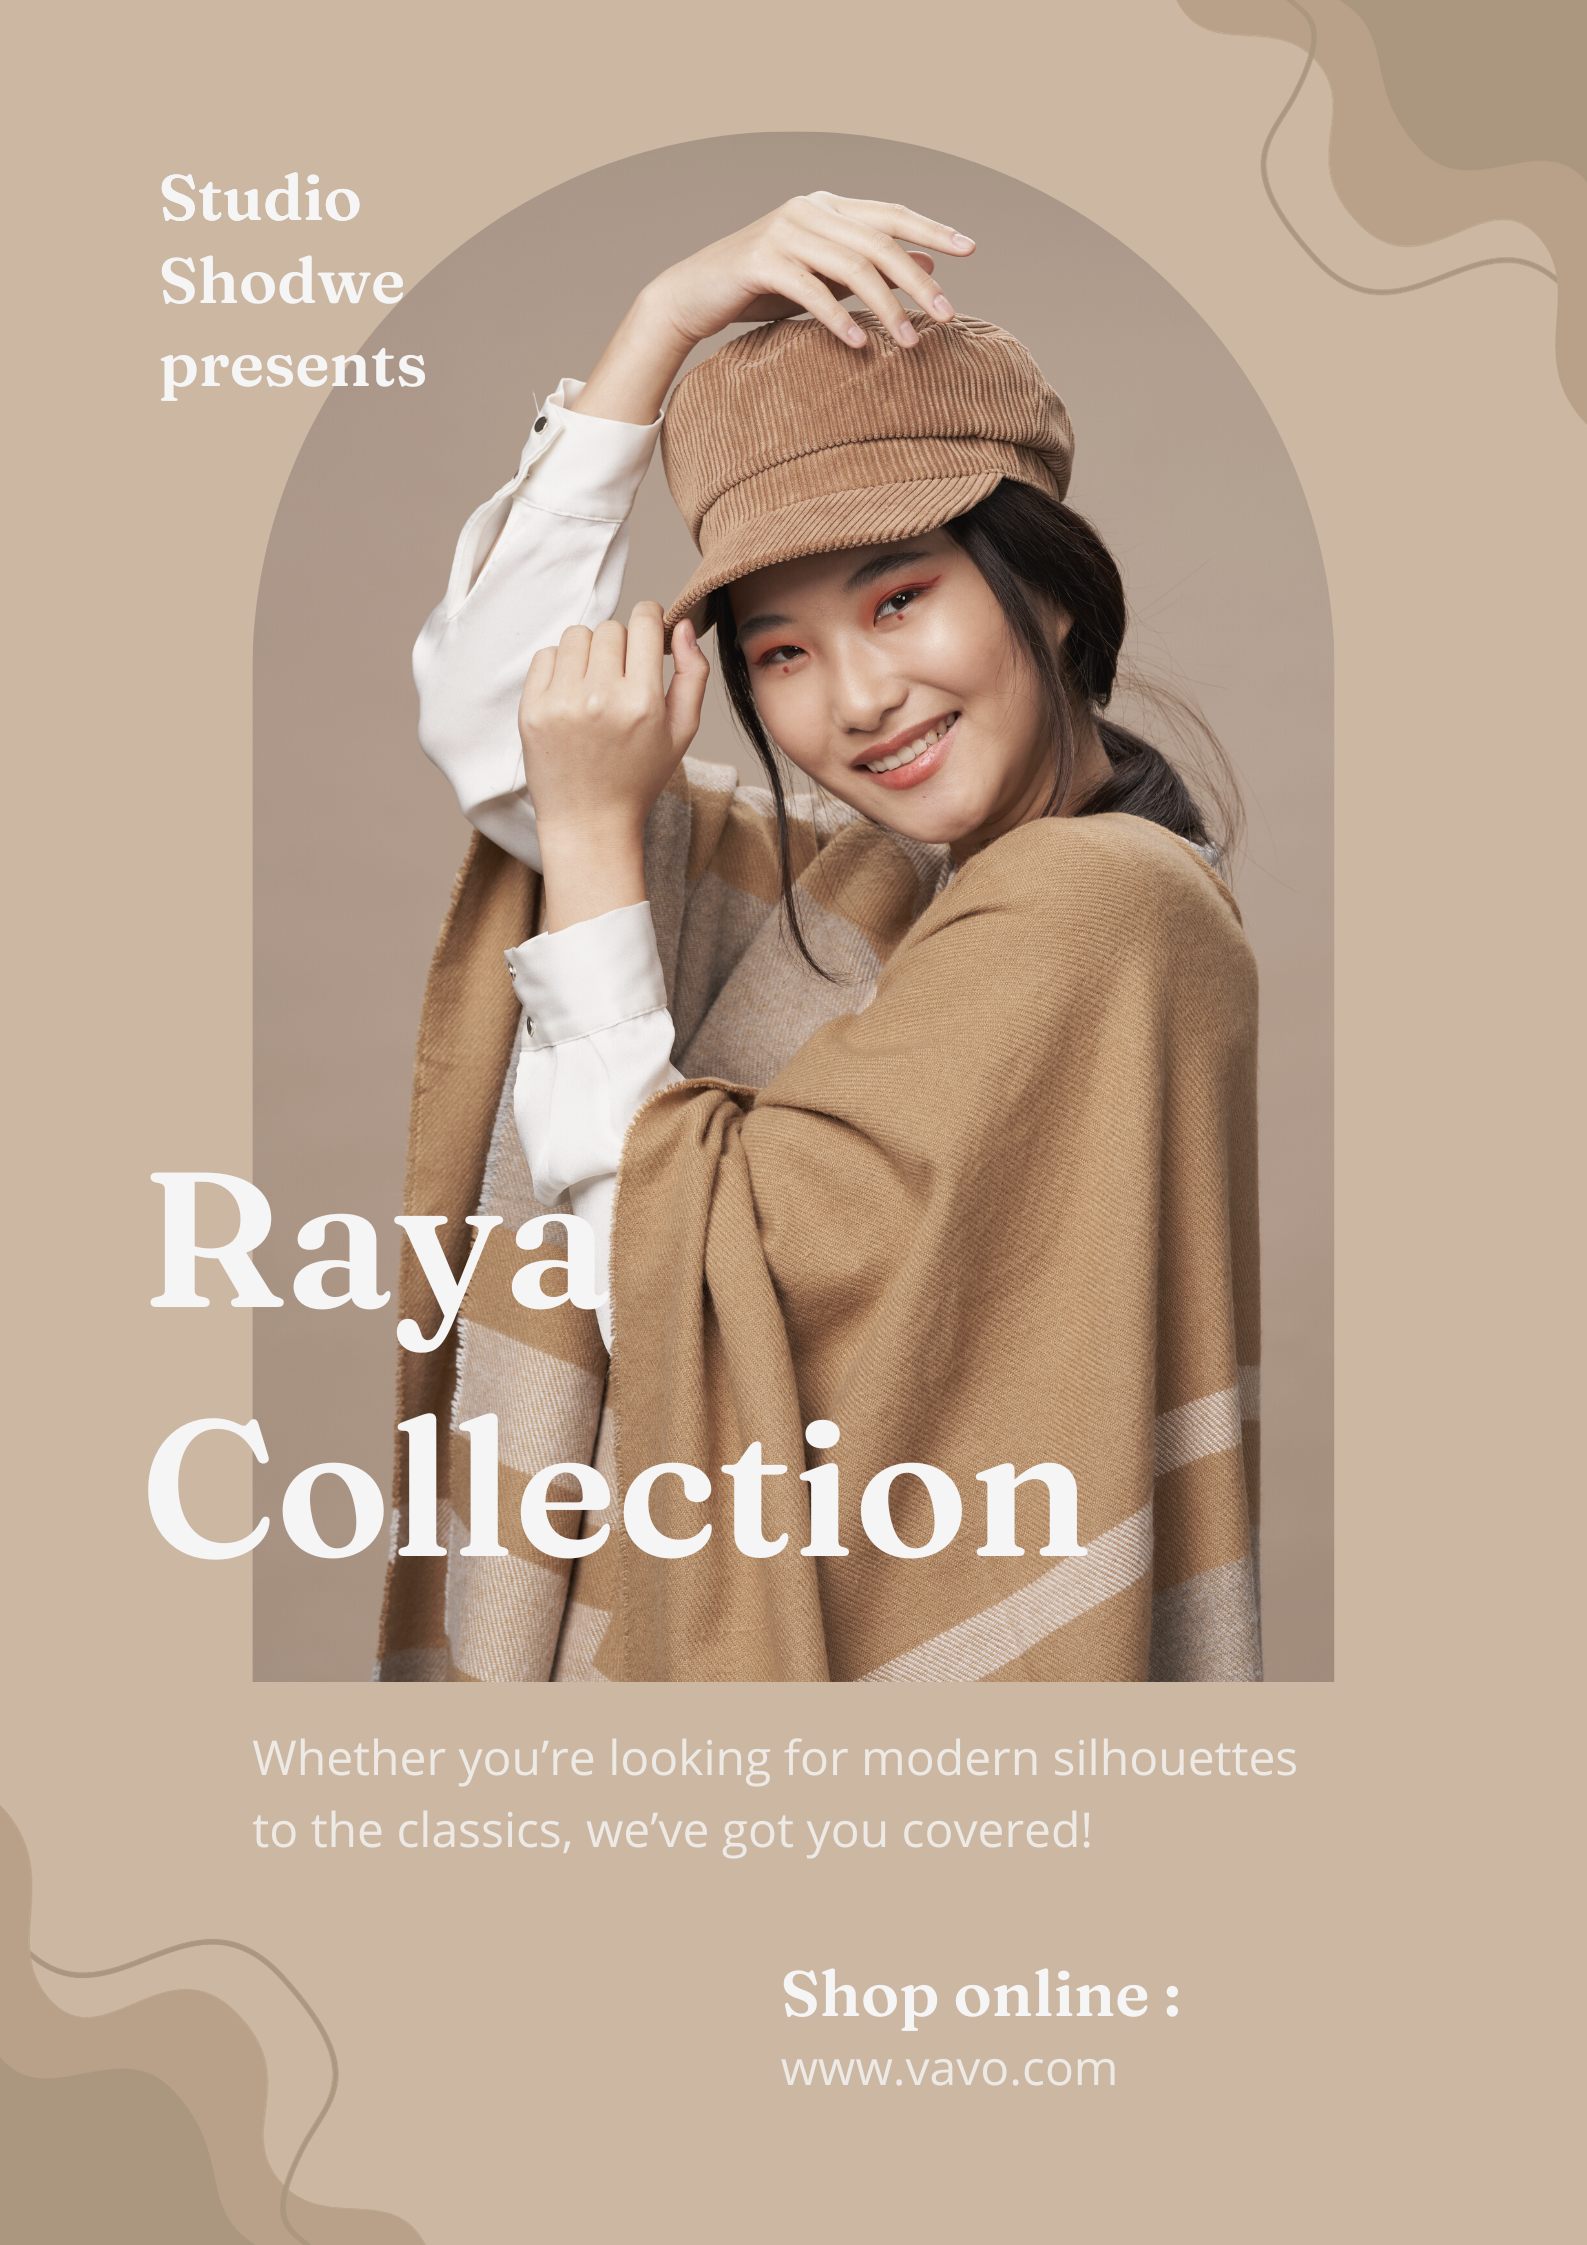 Studio
Shodwe
presents
Raya
Collection
Whether you’re looking for modern silhouettes
to the classics, we’ve got you covered!
Shop online :
www.vavo.com